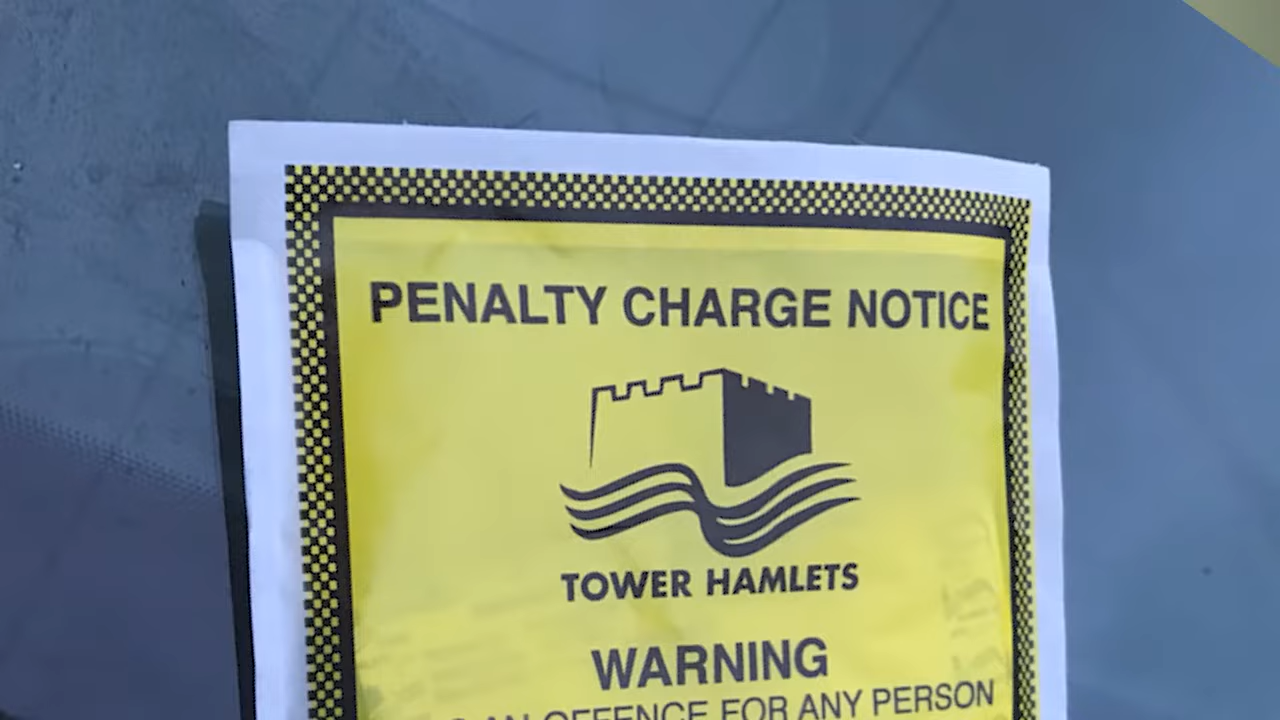 PENALTY CHARGE NOTICE
TOWER HAMLETS
WARNING
AN OFFENCE FOR ANY PERSON